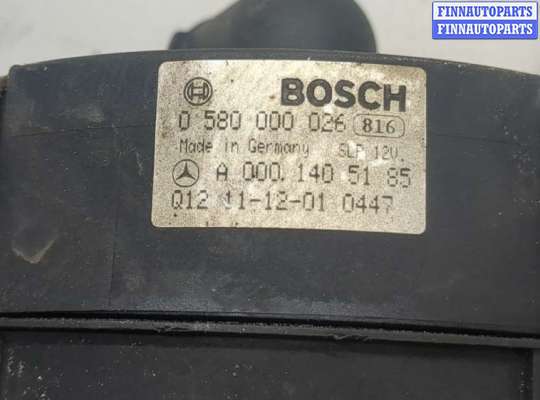 FINNAUTOPARTS
FINNAUTOPARTS
BOSCH
0 580 000 026 816
Made in Germany SLP 12V.
A 000 140 51 85
Q12 11-12-01 0447